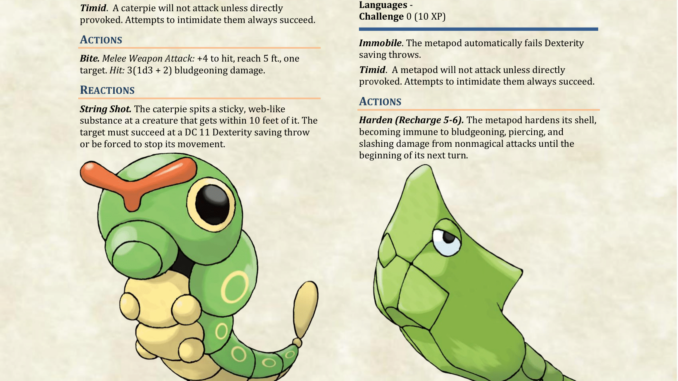 Timid. A caterpie will not attack unless directly
provoked. Attempts to intimidate them always succeed.
ACTIONS
Bite. Melee Weapon Attack: +4 to hit, reach 5 ft., one
target. Hit: 3(1d3 + 2) bludgeoning damage.
REACTIONS
String Shot. The caterpie spits a sticky, web-like
substance at a creature that gets within 10 feet of it. The
target must succeed at a DC 11 Dexterity saving throw
or be forced to stop its movement.
Languages -
Challenge 0 (10 XP)
Immobile. The metapod automatically fails Dexterity
saving throws.
Timid. A metapod will not attack unless directly
provoked. Attempts to intimidate them always succeed.
ACTIONS
Harden (Recharge 5-6). The metapod hardens its shell,
becoming immune to bludgeoning, piercing, and
slashing damage from nonmagical attacks until the
beginning of its next turn.